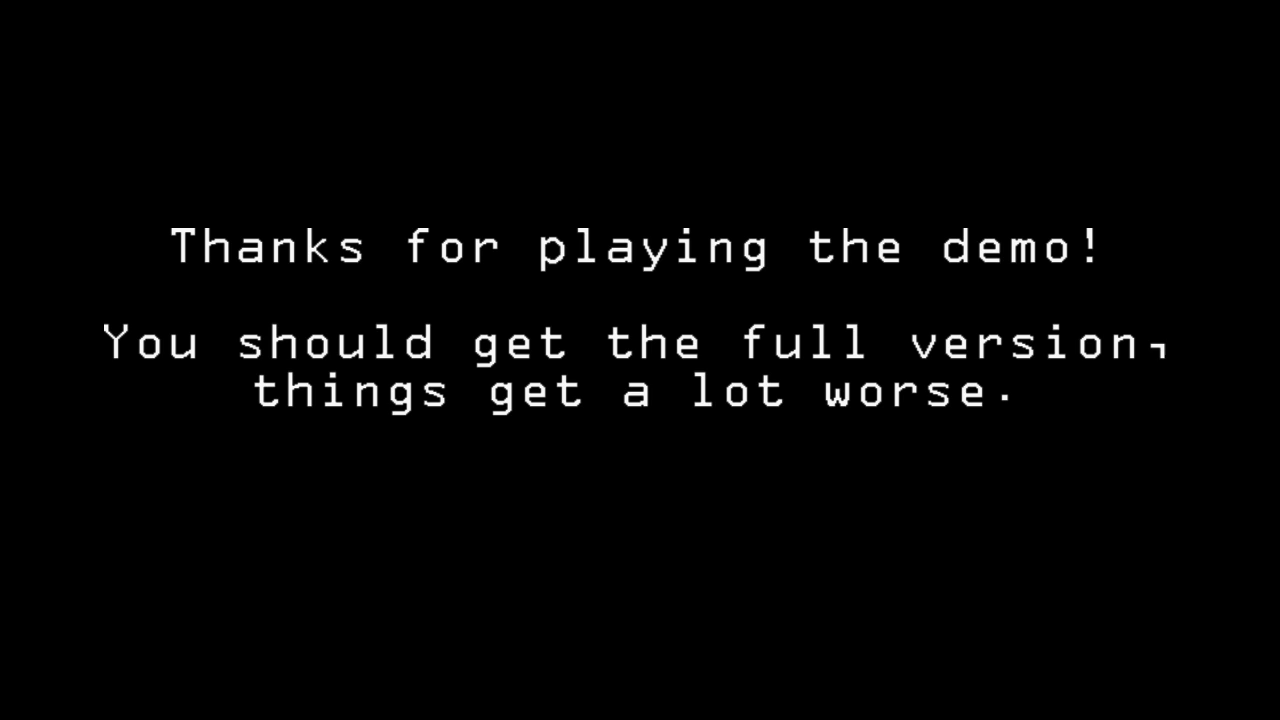 Thanks for playing the demo!
You should get the full version,
things get a lot worse.